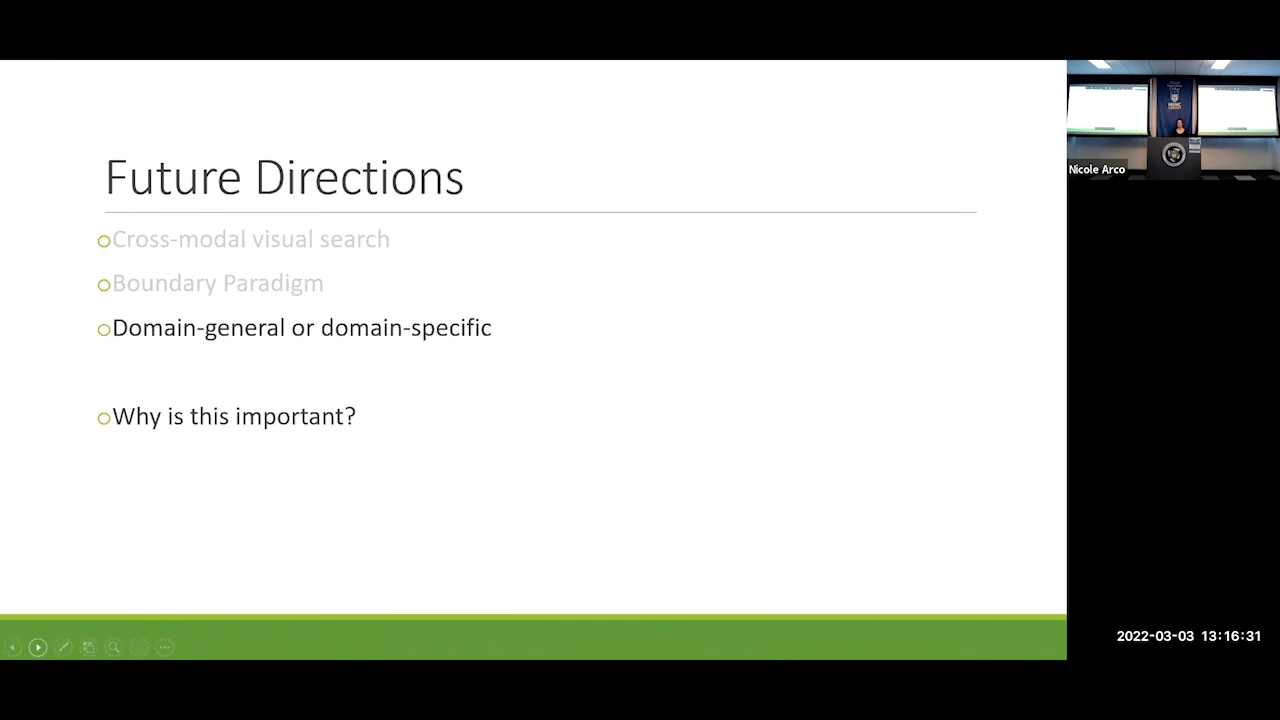 Future Directions
Cross-modal visual search
Boundary Paradigm
Domain-general or domain-specific
Why is this important?
Nicole Arco
2022-03-03 13:16:31